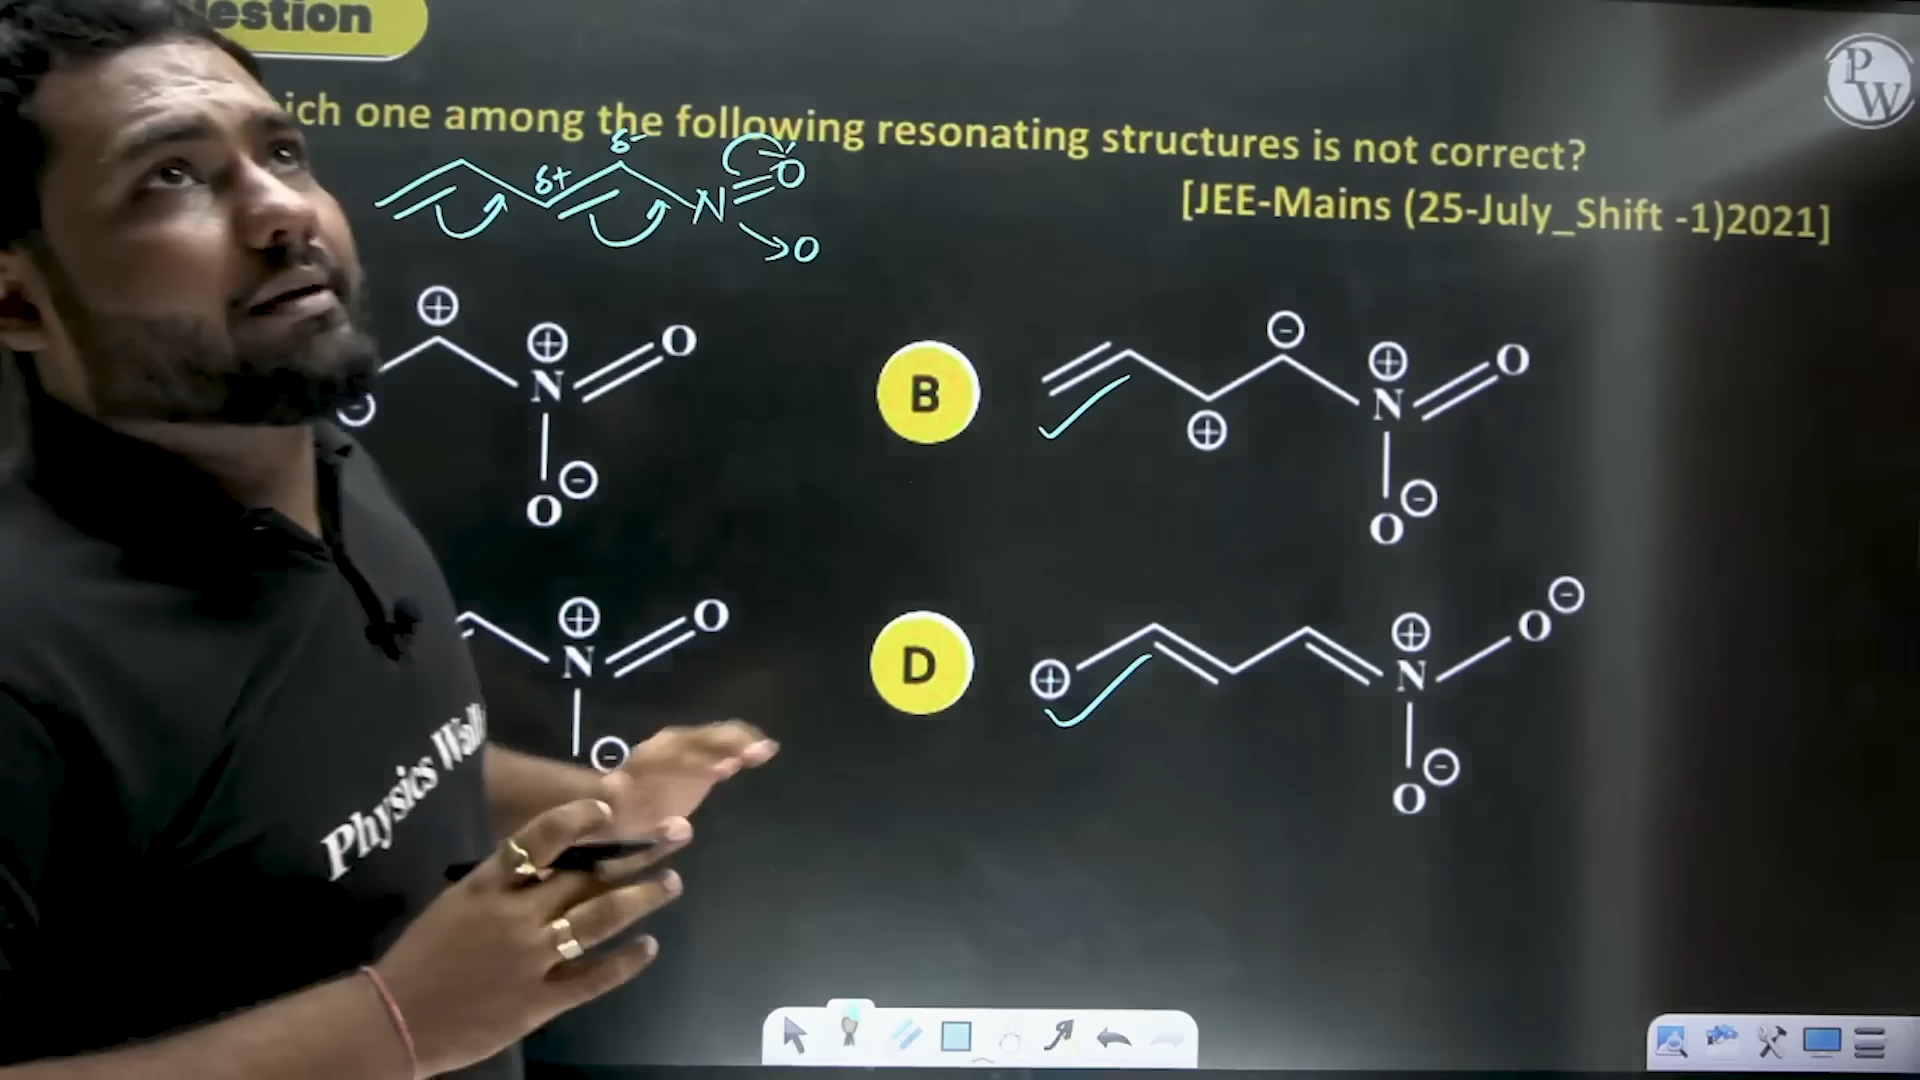 estion
ich one among the following resonating structures is not correct?
[JEE-Mains (25-July_Shift -1)2021]
PW
δ+ δ- N O
O
⊕ ⊕ N O
⊖ O ⊖
B
⊖ ⊕ N O
⊕ O ⊖
⊕ N O
⊖
D
⊕ ⊕ N O ⊖
O ⊖
Physics Wall